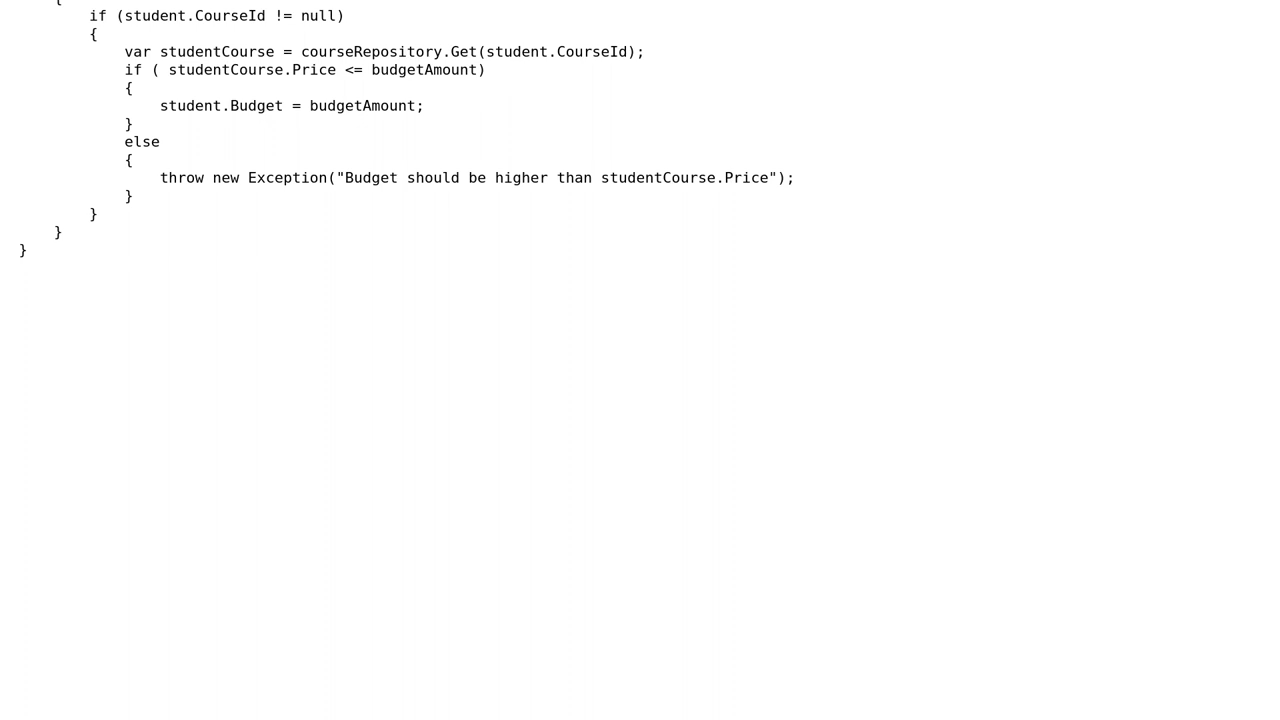 {
if (student.CourseId != null)
{
var studentCourse = courseRepository.Get(student.CourseId);
if ( studentCourse.Price <= budgetAmount)
{
student.Budget = budgetAmount;
}
else
{
throw new Exception("Budget should be higher than studentCourse.Price");
}
}
}
}